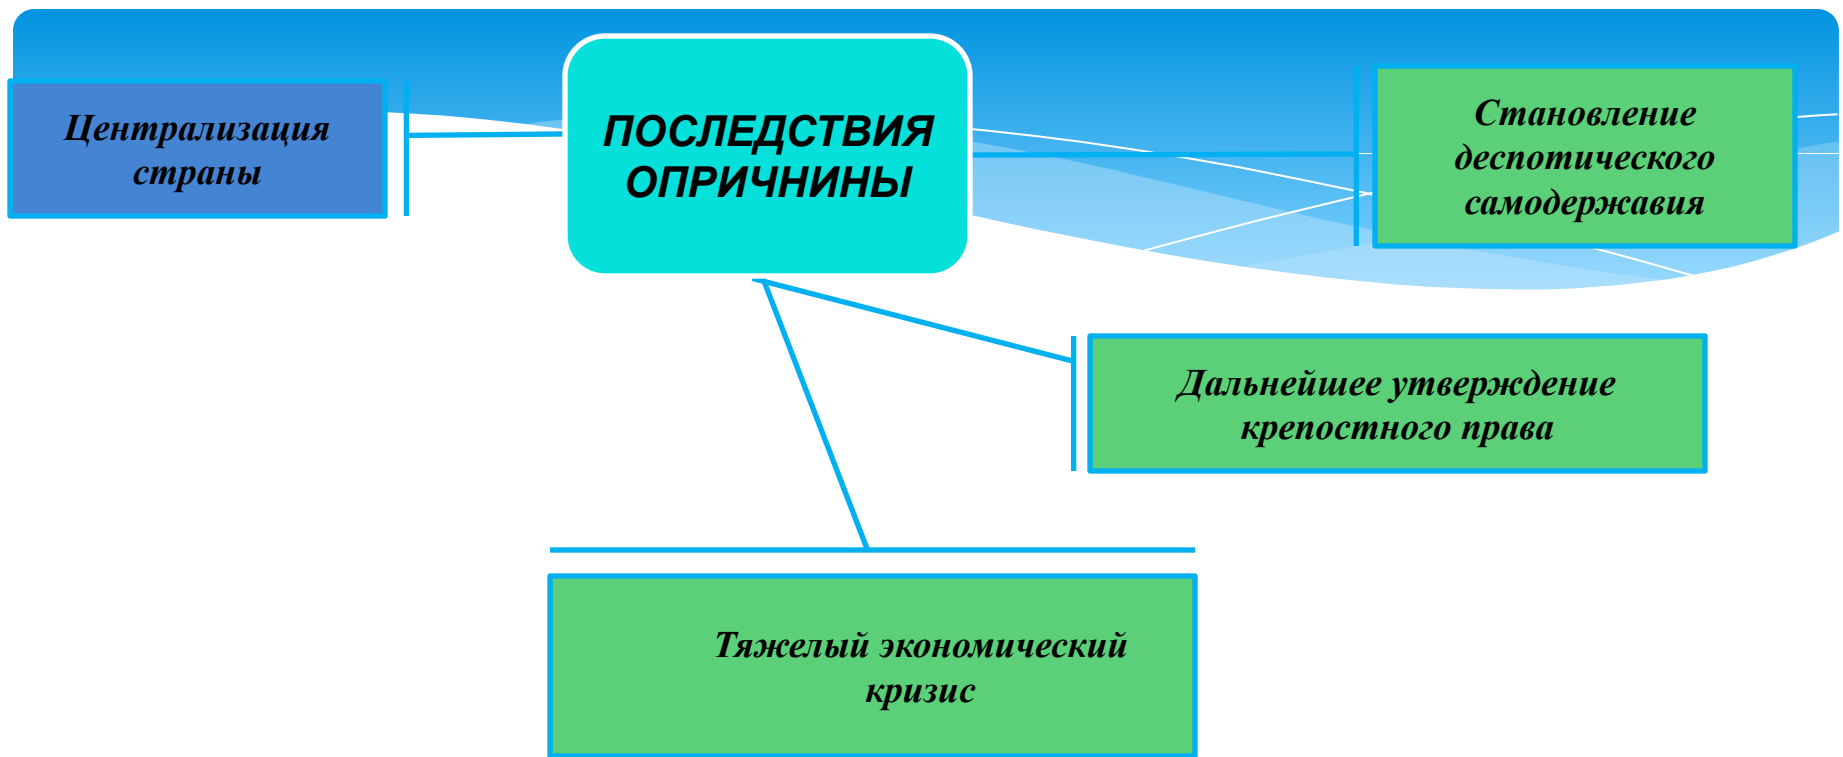 Централизация
страны
ПОСЛЕДСТВИЯ
ОПРИЧНИНЫ
Становление
деспотического
самодержавия
Дальнейшее утверждение
крепостного права
Тяжелый экономический
кризис